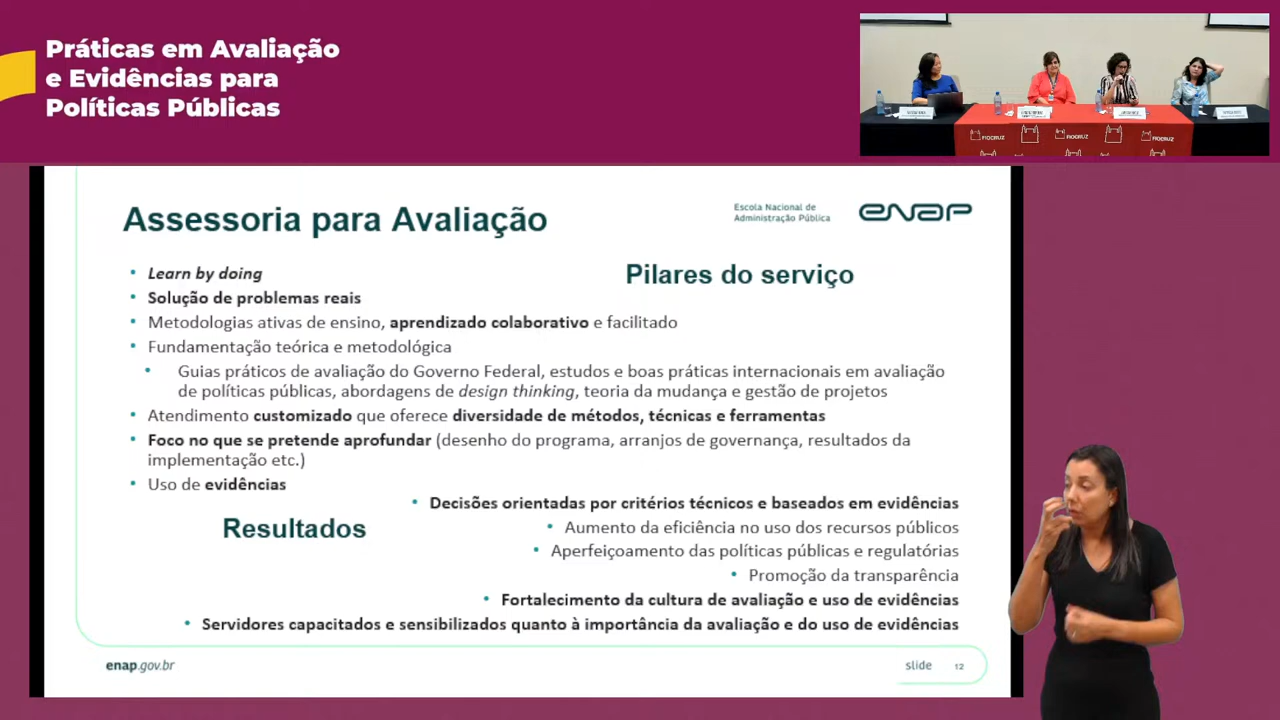 Práticas em Avaliação
e Evidências para
Políticas Públicas
FIOCRUZ
FIOCRUZ
FIOCRUZ
Assessoria para Avaliação
Escola Nacional de
Administração Pública
enap
Pilares do serviço
• Learn by doing
• Solução de problemas reais
• Metodologias ativas de ensino, aprendizado colaborativo e facilitado
• Fundamentação teórica e metodológica
• Guias práticos de avaliação do Governo Federal, estudos e boas práticas internacionais em avaliação
de políticas públicas, abordagens de design thinking, teoria da mudança e gestão de projetos
• Atendimento customizado que oferece diversidade de métodos, técnicas e ferramentas
• Foco no que se pretende aprofundar (desenho do programa, arranjos de governança, resultados da
implementação etc.)
• Uso de evidências
Resultados
• Decisões orientadas por critérios técnicos e baseados em evidências
• Aumento da eficiência no uso dos recursos públicos
• Aperfeiçoamento das políticas públicas e regulatórias
• Promoção da transparência
• Fortalecimento da cultura de avaliação e uso de evidências
• Servidores capacitados e sensibilizados quanto à importância da avaliação e do uso de evidências
enap.gov.br
slide 12